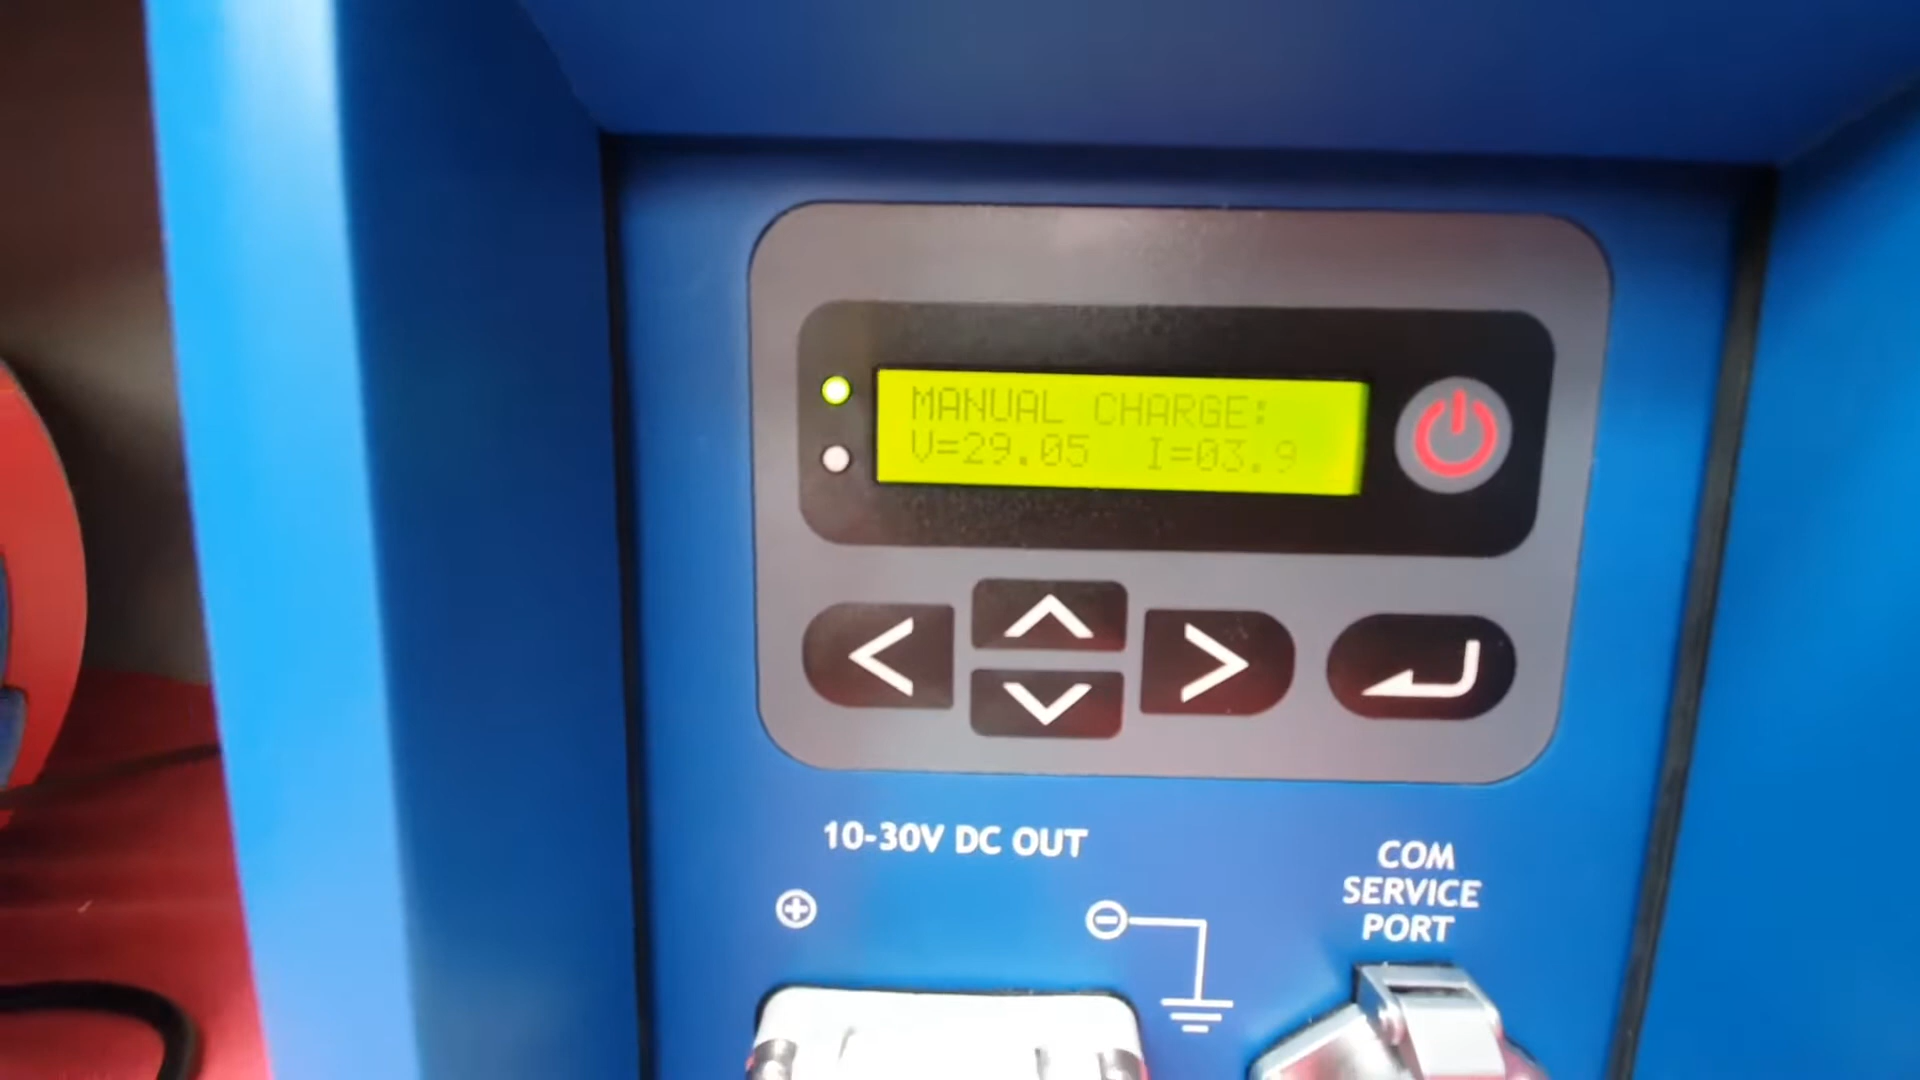 MANUAL CHARGE:
V=29.05 I=03.9
10-30V DC OUT
COM
SERVICE
PORT